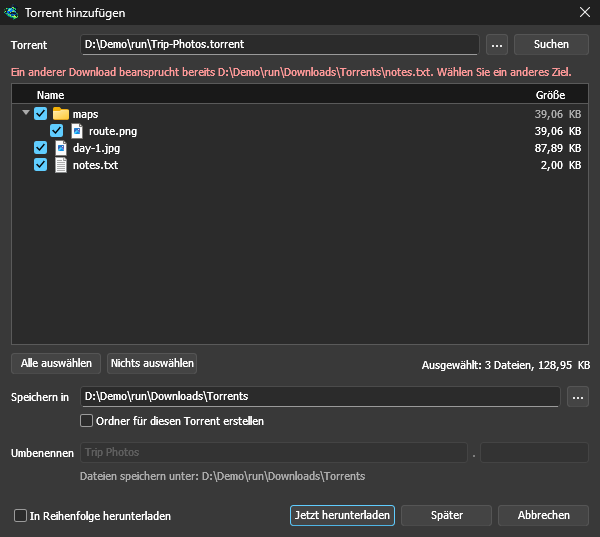 Torrent hinzufügen
Torrent D:\Demo\run\Trip-Photos.torrent ... Suchen
Ein anderer Download beansprucht bereits D:\Demo\run\Downloads\Torrents\notes.txt. Wählen Sie ein anderes Ziel.
Name Größe
maps 39,06 KB
route.png 39,06 KB
day-1.jpg 87,89 KB
notes.txt 2,00 KB
Alle auswählen Nichts auswählen Ausgewählt: 3 Dateien, 128,95 KB
Speichern in D:\Demo\run\Downloads\Torrents ...
Ordner für diesen Torrent erstellen
Umbenennen Trip Photos .
Dateien speichern unter: D:\Demo\run\Downloads\Torrents
In Reihenfolge herunterladen Jetzt herunterladen Später Abbrechen